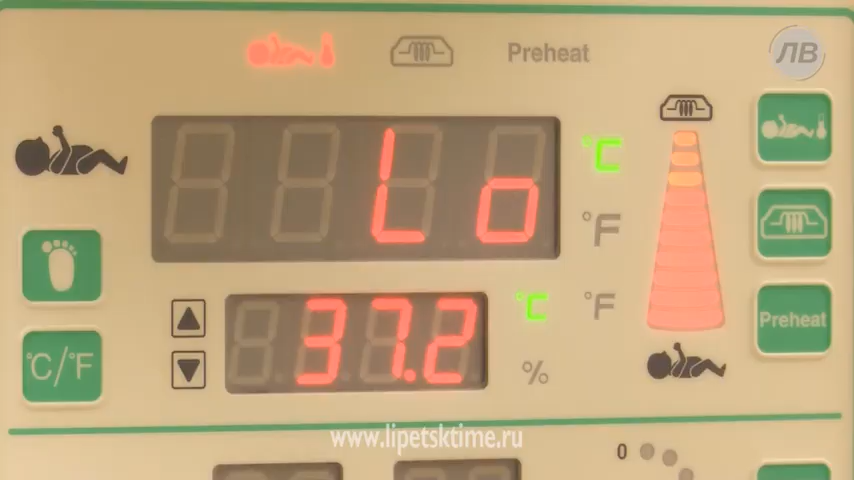 Preheat
ЛВ
Lo
°C
°F
37.2
°C
°F
%
Preheat
°C/°F
www.lipetsktime.ru
0